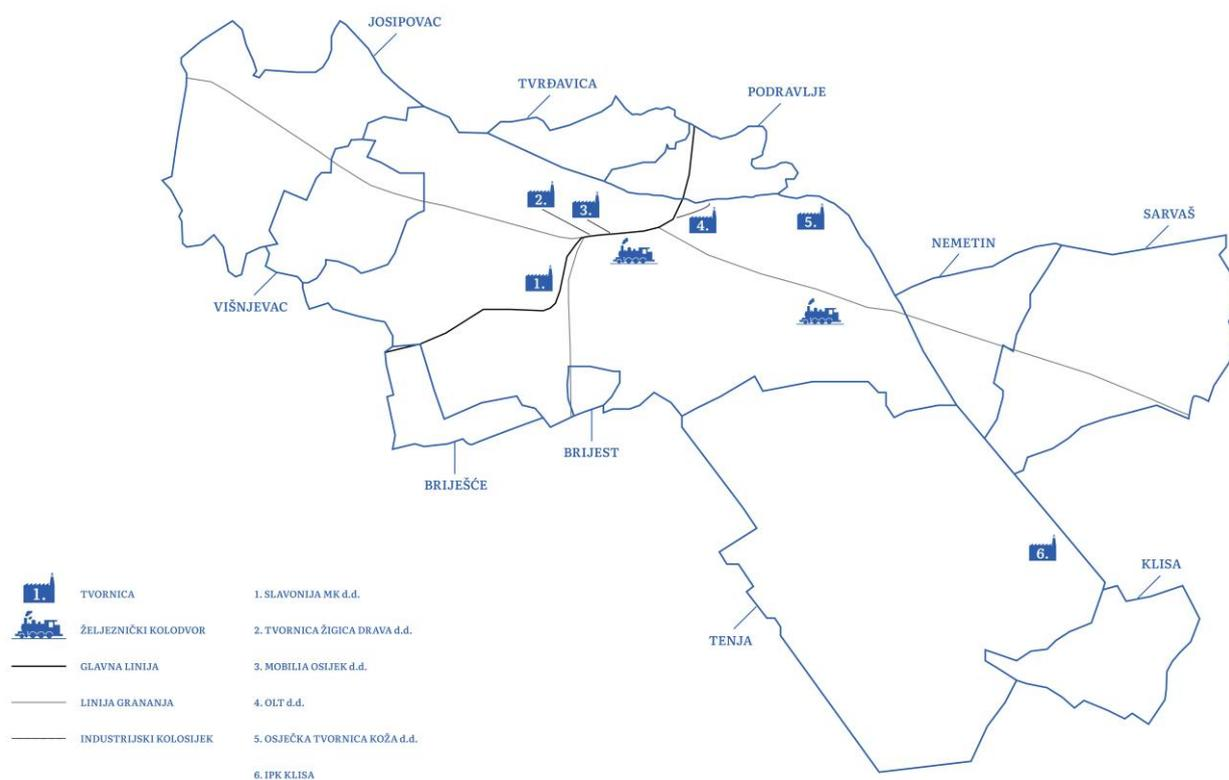 JOSIPOVAC
TVRĐAVICA
PODRAVLJE
2.
3.
4.
5.
SARVAŠ
NEMETIN
1.
VIŠNJEVAC
BRIJEST
BRIJEŠĆE
6.
KLISA
TENJA
1. TVORNICA
ŽELJEZNIČKI KOLODVOR
GLAVNA LINIJA
LINIJA GRANANJA
INDUSTRIJSKI KOLOSIJEK
1. SLAVONIJA MK d.d.
2. TVORNICA ŽIGICA DRAVA d.d.
3. MOBILIA OSIJEK d.d.
4. OLT d.d.
5. OSJEČKA TVORNICA KOŽA d.d.
6. IPK KLISA